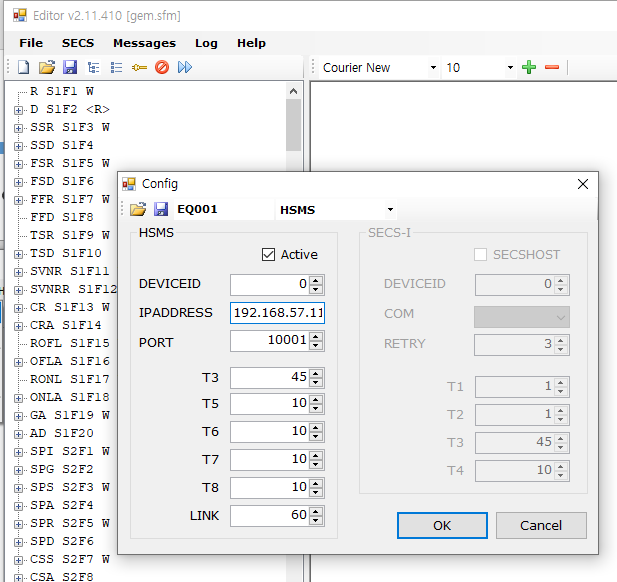 Editor v2.11.410 [gem.sfm]
File SECS Messages Log Help
Courier New 10
R S1F1 W
D S1F2 <R>
SSR S1F3 W
SSD S1F4
FSR S1F5 W
FSD S1F6
FFR S1F7 W
FFD S1F8
TSR S1F9 W
TSD S1F10
SVNR S1F11
SVNRR S1F12
CR S1F13 W
CRA S1F14
ROFL S1F15
OFLA S1F16
RONL S1F17
ONLA S1F18
GA S1F19 W
AD S1F20
SPI S2F1 W
SPG S2F2
SPS S2F3 W
SPA S2F4
SPR S2F5 W
SPD S2F6
CSS S2F7 W
CSA S2F8
Config
EQ001 HSMS
HSMS
Active
DEVICEID 0
IPADDRESS 192.168.57.11
PORT 10001
T3 45
T5 10
T6 10
T7 10
T8 10
LINK 60
SECS-I
SECSHOST
DEVICEID 0
COM
RETRY 3
T1 1
T2 1
T3 45
T4 10
OK Cancel